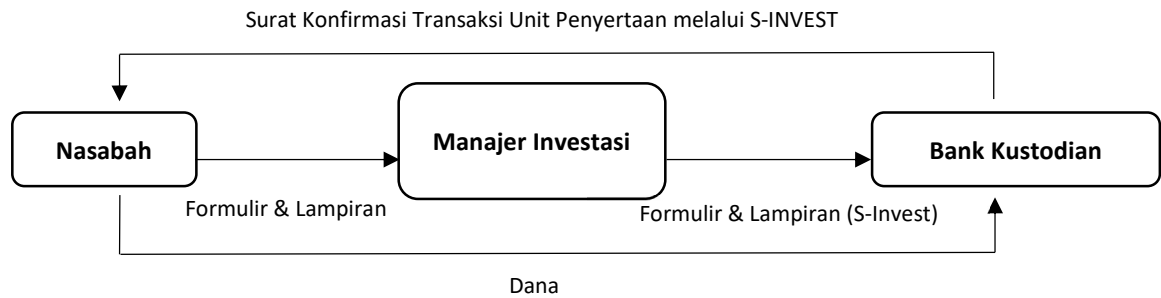 Surat Konfirmasi Transaksi Unit Penyertaan melalui S-INVEST
Nasabah
Manajer Investasi
Bank Kustodian
Formulir & Lampiran
Formulir & Lampiran (S-Invest)
Dana